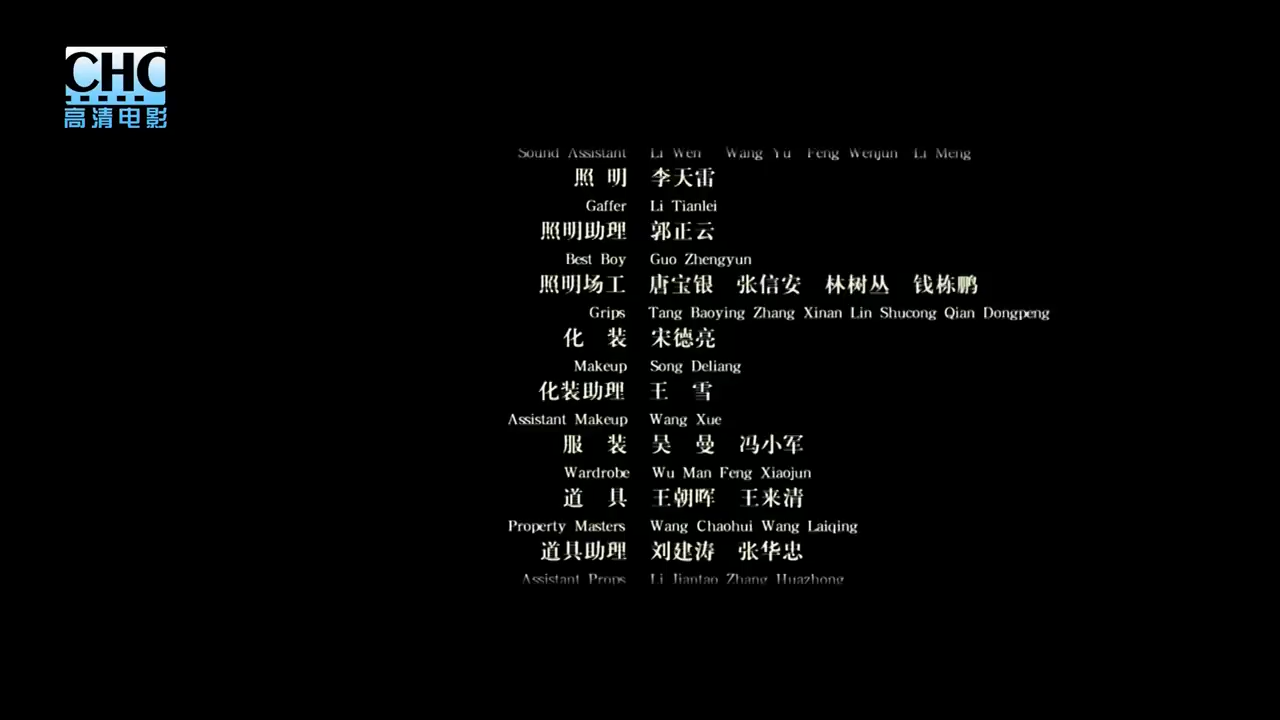 CHC
高清电影
Sound Assistant Li Wen Wang Yu Feng Wenjun Li Meng
照 明 李天雷
Gaffer Li Tianlei
照明助理 郭正云
Best Boy Guo Zhengyun
照明场工 唐宝银 张信安 林树丛 钱栋鹏
Grips Tang Baoying Zhang Xinan Lin Shucong Qian Dongpeng
化 装 宋德亮
Makeup Song Deliang
化装助理 王 雪
Assistant Makeup Wang Xue
服 装 吴 曼 冯小军
Wardrobe Wu Man Feng Xiaojun
道 具 王朝晖 王来清
Property Masters Wang Chaohui Wang Laiqing
道具助理 刘建涛 张华忠
Assistant Props Li Jiantao Zhang Huazhong